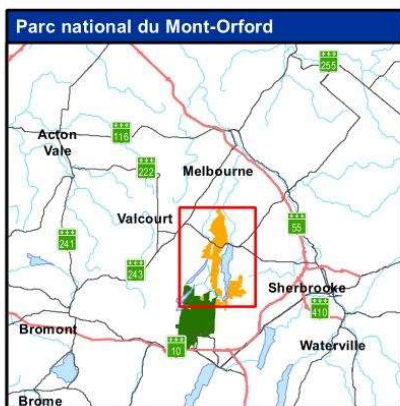 Parc national du Mont-Orford
255
Acton
Vale
116
222
Melbourne
Valcourt
241
55
243
Sherbrooke
410
Bromont
10
Waterville
Brome